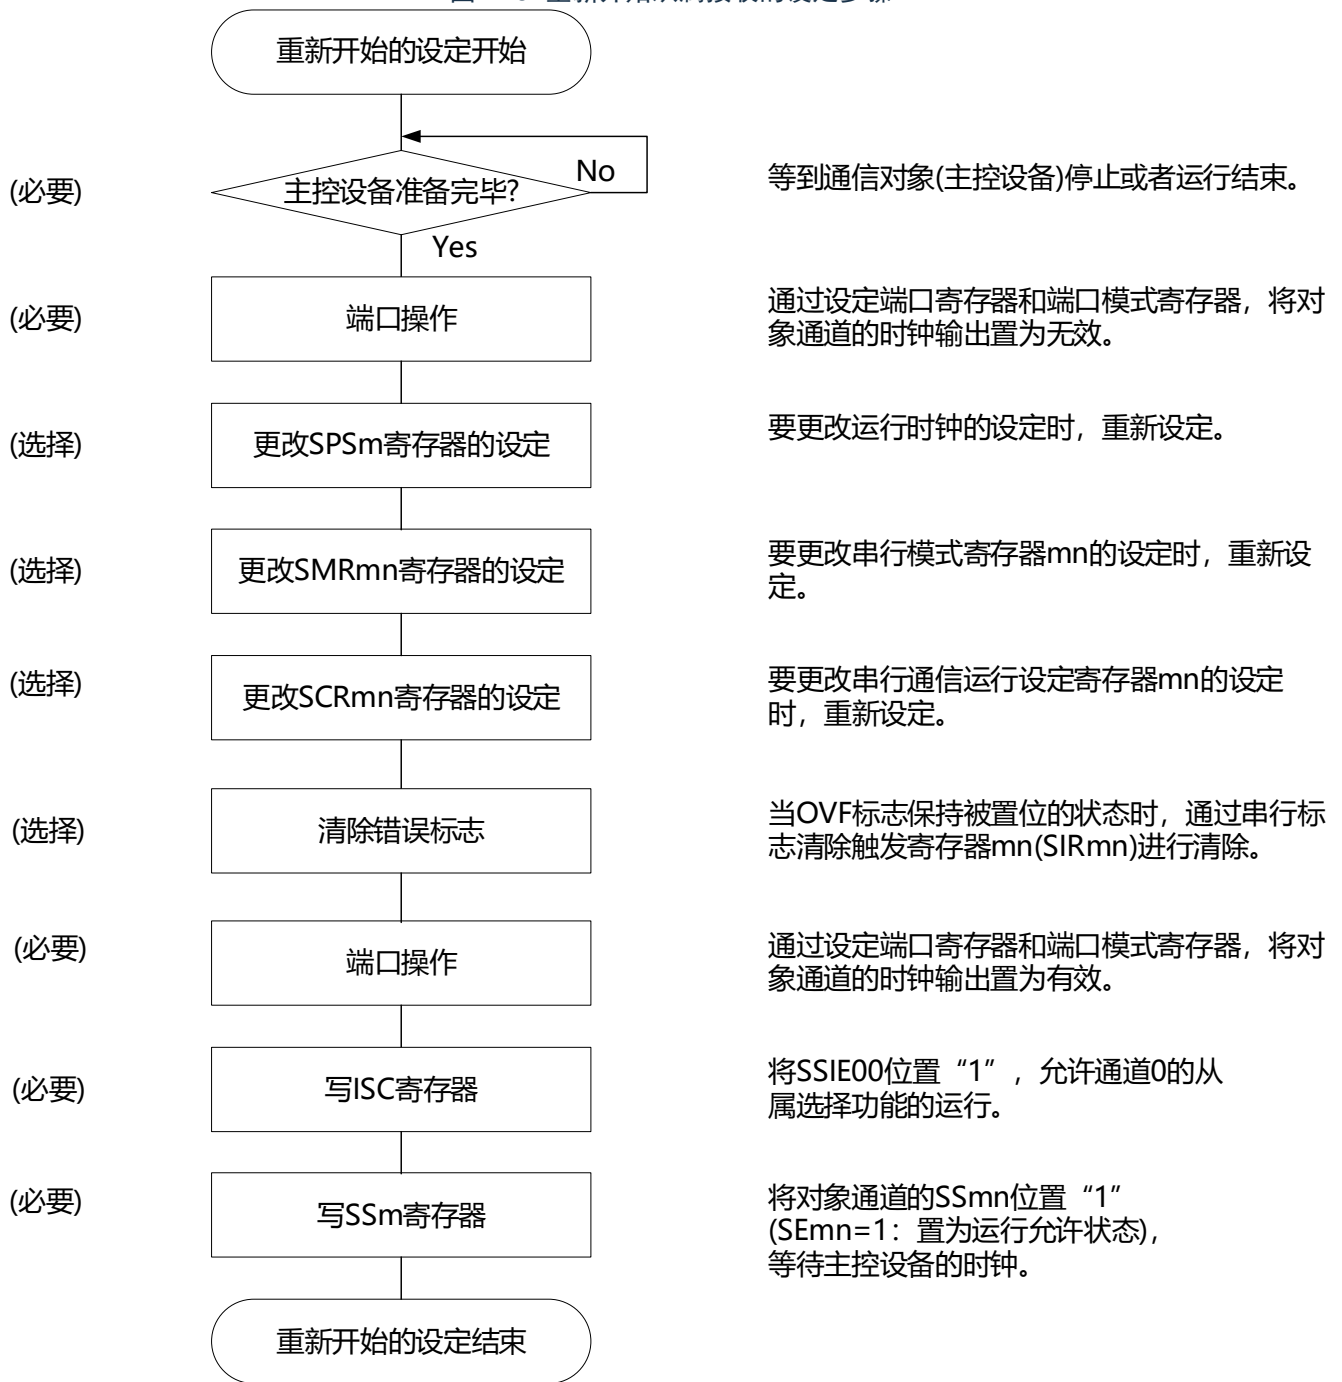 重新开始的设定开始
No
(必要)
主控设备准备完毕?
等到通信对象(主控设备)停止或者运行结束。
Yes
(必要)
端口操作
通过设定端口寄存器和端口模式寄存器，将对
象通道的时钟输出置为无效。
(选择)
更改SPSm寄存器的设定
要更改运行时钟的设定时，重新设定。
(选择)
更改SMRmn寄存器的设定
要更改串行模式寄存器mn的设定时，重新设
定。
(选择)
更改SCRmn寄存器的设定
要更改串行通信运行设定寄存器mn的设定
时，重新设定。
(选择)
清除错误标志
当OVF标志保持被置位的状态时，通过串行标
志清除触发寄存器mn(SIRmn)进行清除。
(必要)
端口操作
通过设定端口寄存器和端口模式寄存器，将对
象通道的时钟输出置为有效。
(必要)
写ISC寄存器
将SSIE00位置“1”，允许通道0的从
属选择功能的运行。
(必要)
写SSm寄存器
将对象通道的SSmn位置“1”
(SEmn=1：置为运行允许状态)，
等待主控设备的时钟。
重新开始的设定结束